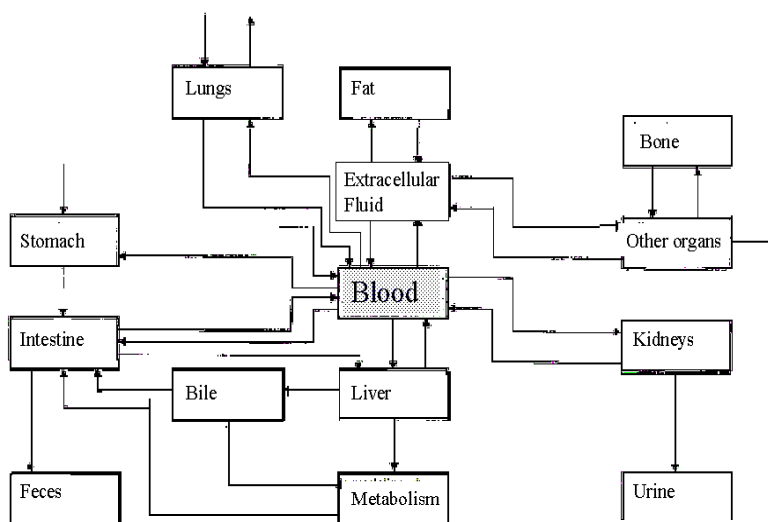 Lungs
Fat
Bone
Extracellular
Fluid
Stomach
Other organs
Blood
Intestine
Kidneys
Bile
Liver
Feces
Metabolism
Urine